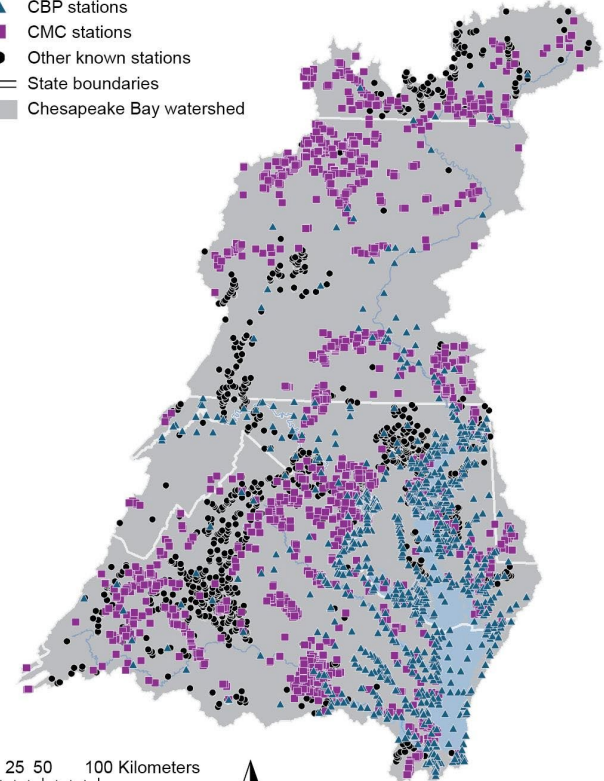 CBP stations
CMC stations
Other known stations
State boundaries
Chesapeake Bay watershed
25 50 100 Kilometers